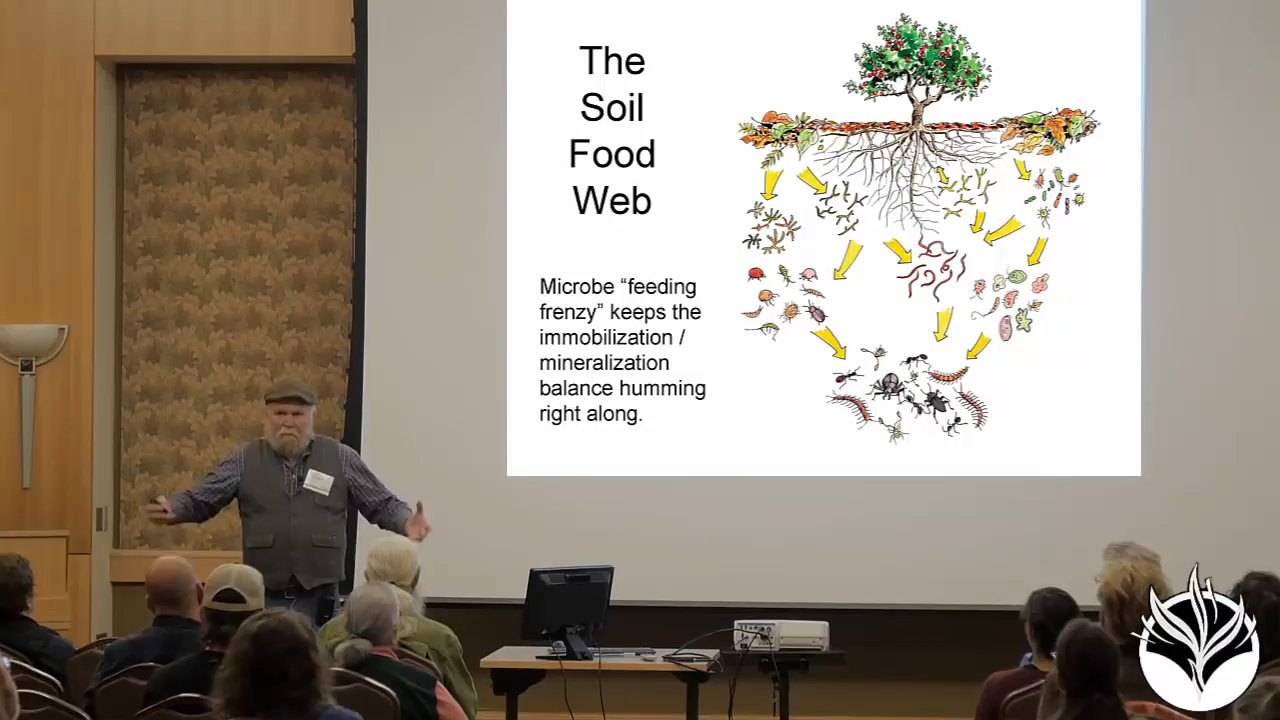 The
Soil
Food
Web
Microbe “feeding
frenzy” keeps the
immobilization /
mineralization
balance humming
right along.